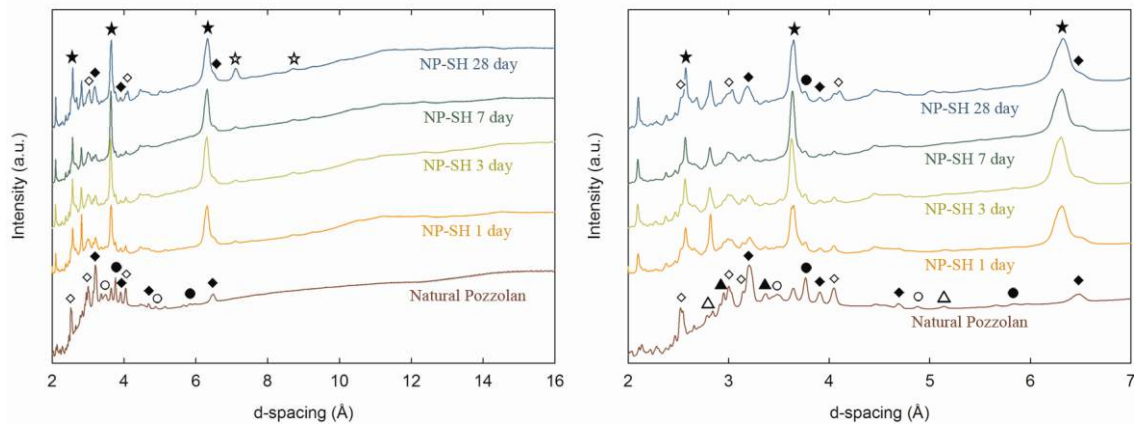 NP-SH 28 day
NP-SH 7 day
NP-SH 3 day
NP-SH 1 day
Natural Pozzolan
Intensity (a.u.)
2 4 6 8 10 12 14 16
d-spacing (Å)
NP-SH 28 day
NP-SH 7 day
NP-SH 3 day
NP-SH 1 day
Natural Pozzolan
Intensity (a.u.)
2 3 4 5 6 7
d-spacing (Å)